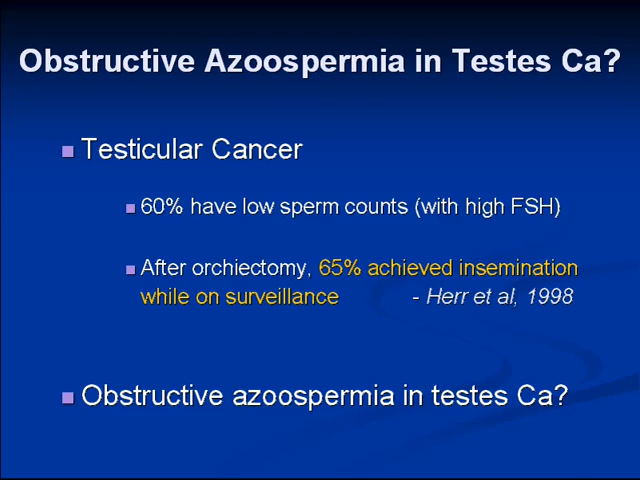 Obstructive Azoospermia in Testes Ca?
Testicular Cancer
60% have low sperm counts (with high FSH)
After orchiectomy, 65% achieved insemination
while on surveillance - Herr et al, 1998
Obstructive azoospermia in testes Ca?